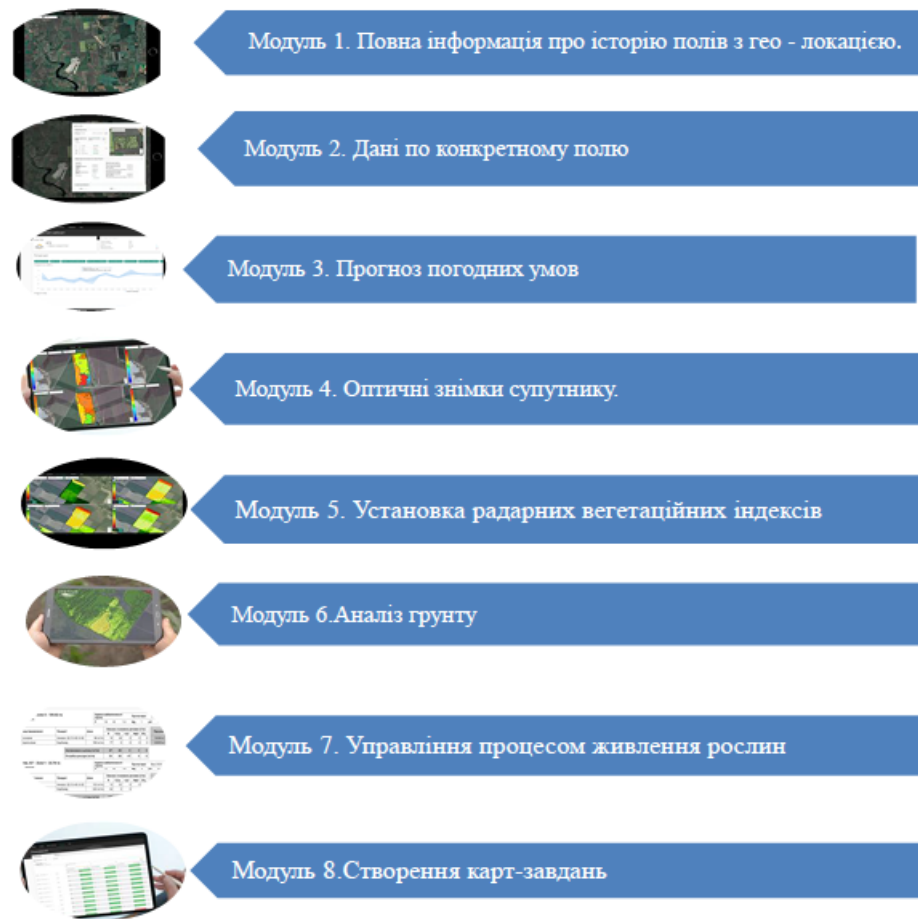 Модуль 1. Повна інформація про історію полів з гео - локацією.
Модуль 2. Дані по конкретному полю
Модуль 3. Прогноз погодних умов
Модуль 4. Оптичні знімки супутнику.
Модуль 5. Установка радарних вегетаційних індексів
Модуль 6.Аналіз грунту
Модуль 7. Управління процесом живлення рослин
Модуль 8.Створення карт-завдань